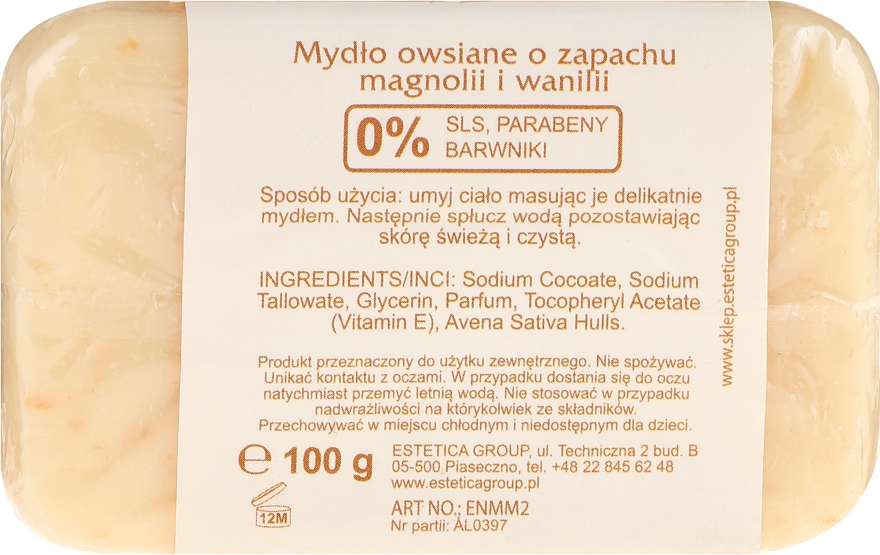 Mydło owsiane o zapachu
magnolii i wanilii
0%
SLS, PARABENY
BARWNIKI
Sposób użycia: umyj ciało masując je delikatnie
mydłem. Następnie spłucz wodą pozostawiając
skórę świeżą i czystą.
INGREDIENTS/INCI: Sodium Cocoate, Sodium
Tallowate, Glycerin, Parfum, Tocopheryl Acetate
(Vitamin E), Avena Sativa Hulls.
Produkt przeznaczony do użytku zewnętrznego. Nie spożywać.
Unikać kontaktu z oczami. W przypadku dostania się do oczu
natychmiast przemyć letnią wodą. Nie stosować w przypadku
nadwrażliwości na którykolwiek ze składników.
Przechowywać w miejscu chłodnym i niedostępnym dla dzieci.
℮ 100 g
ESTETICA GROUP, ul. Techniczna 2 bud. B
05-500 Piaseczno, tel. +48 22 845 62 48
www.esteticagroup.pl
12M
ART NO.: ENMM2
Nr partii: AL0397
www.sklep.esteticagroup.pl